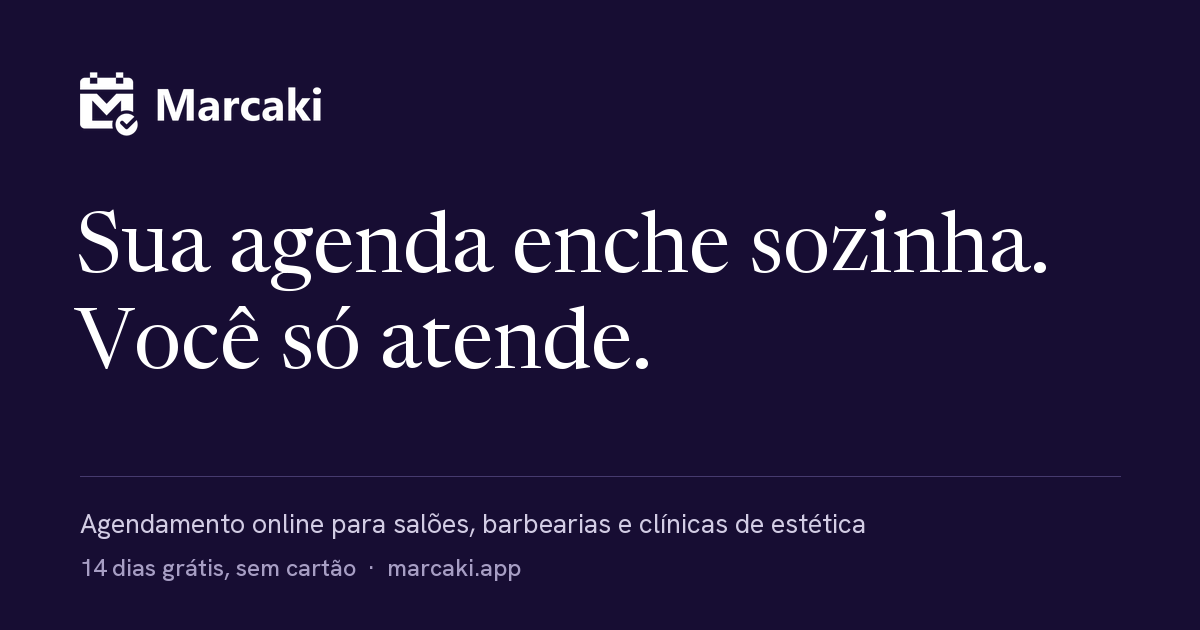 Marcaki
Sua agenda enche sozinha.
Você só atende.
Agendamento online para salões, barbearias e clínicas de estética
14 dias grátis, sem cartão · marcaki.app